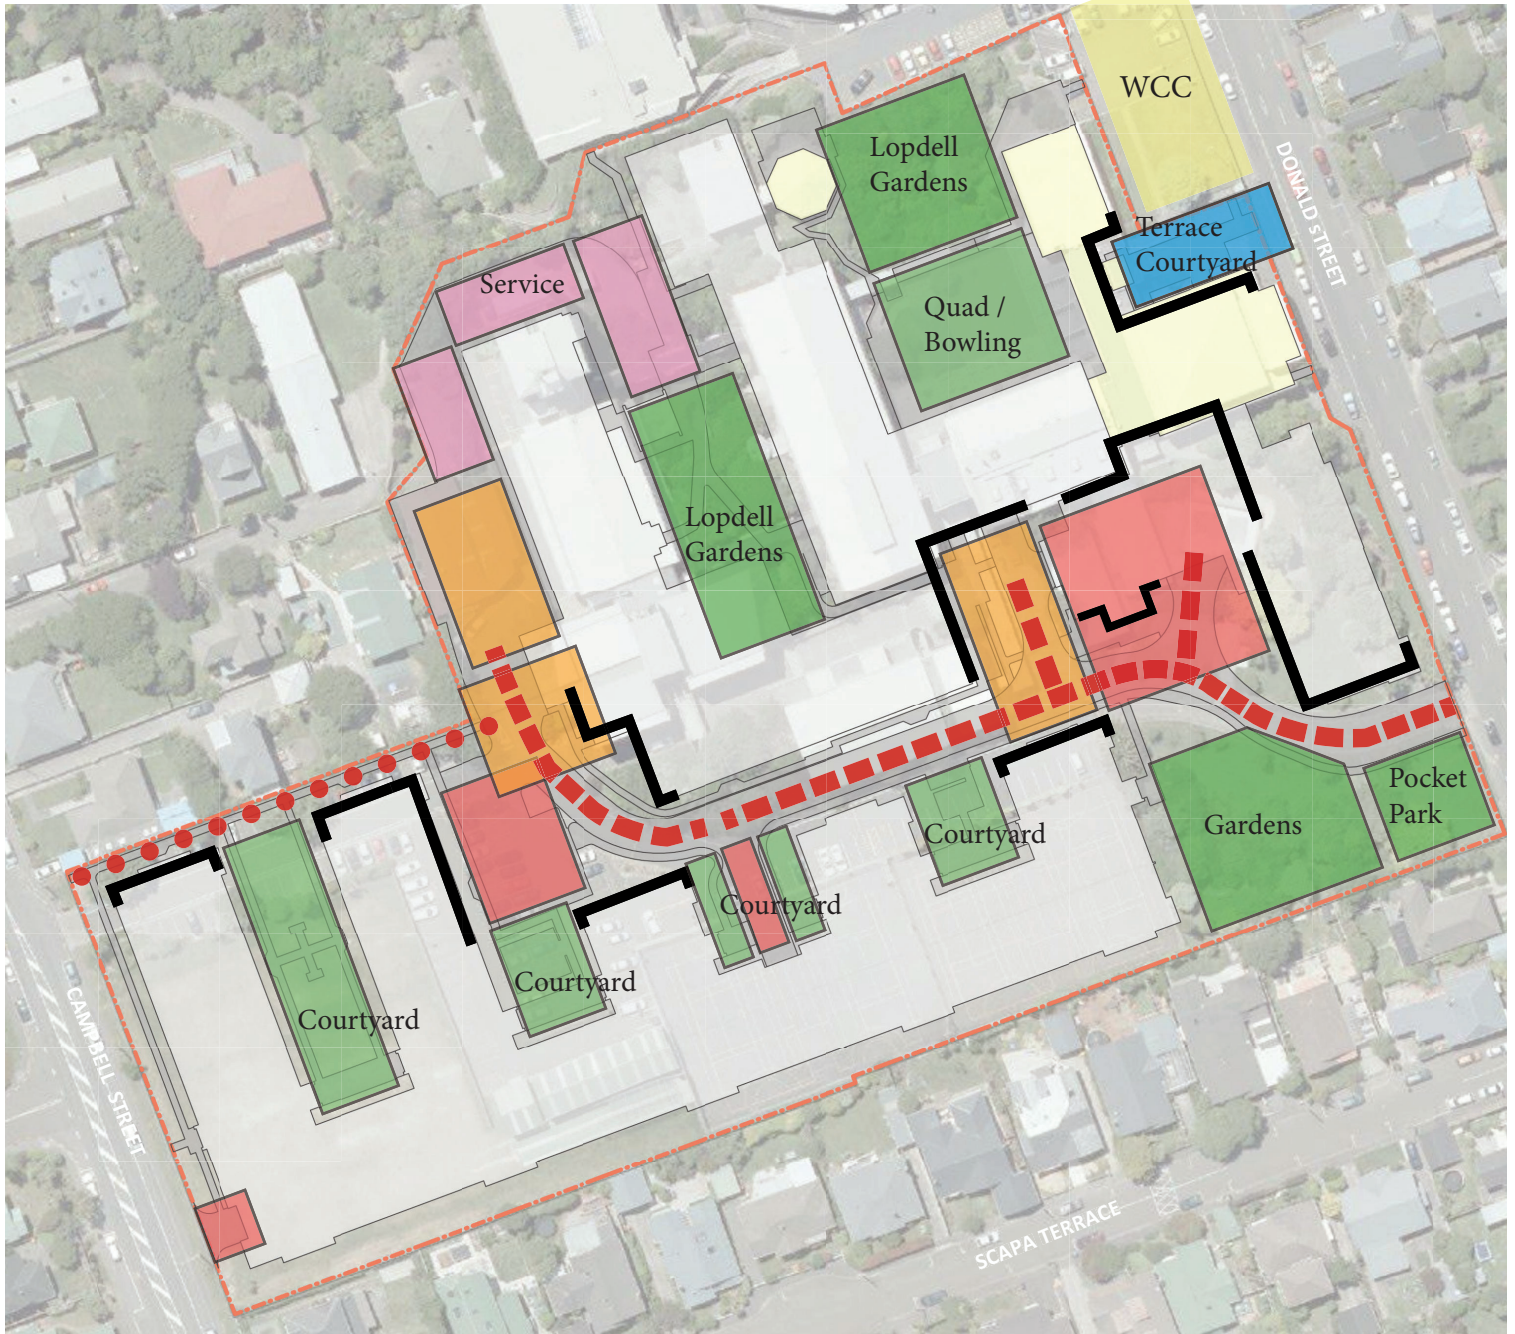 WCC
DONALD STREET
Lopdell
Gardens
Terrace
Courtyard
Service
Quad /
Bowling
Lopdell
Gardens
Pocket
Park
Gardens
Courtyard
Courtyard
Courtyard
Courtyard
CAMPBELL STREET
SCAPA TERRACE